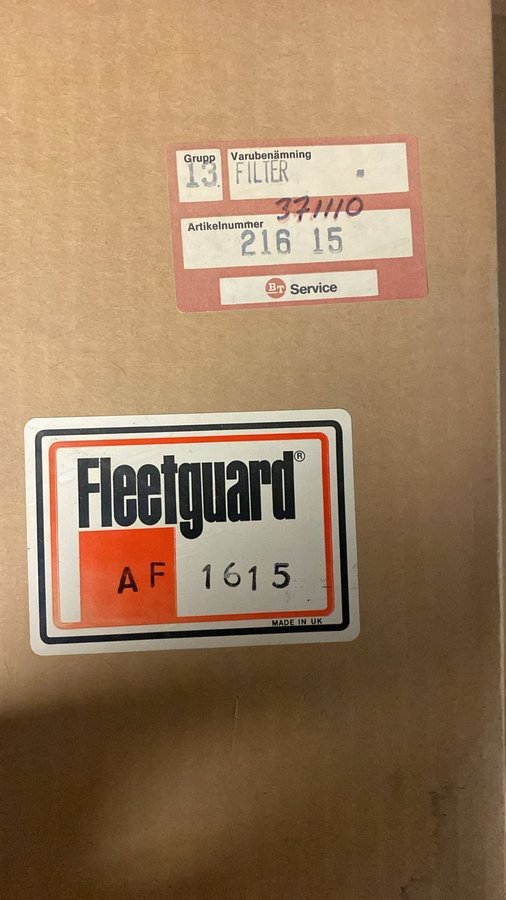 Grupp Varubenämning
13 FILTER
371110
Artikelnummer
216 15
BT Service
Fleetguard®
AF 1615
MADE IN UK